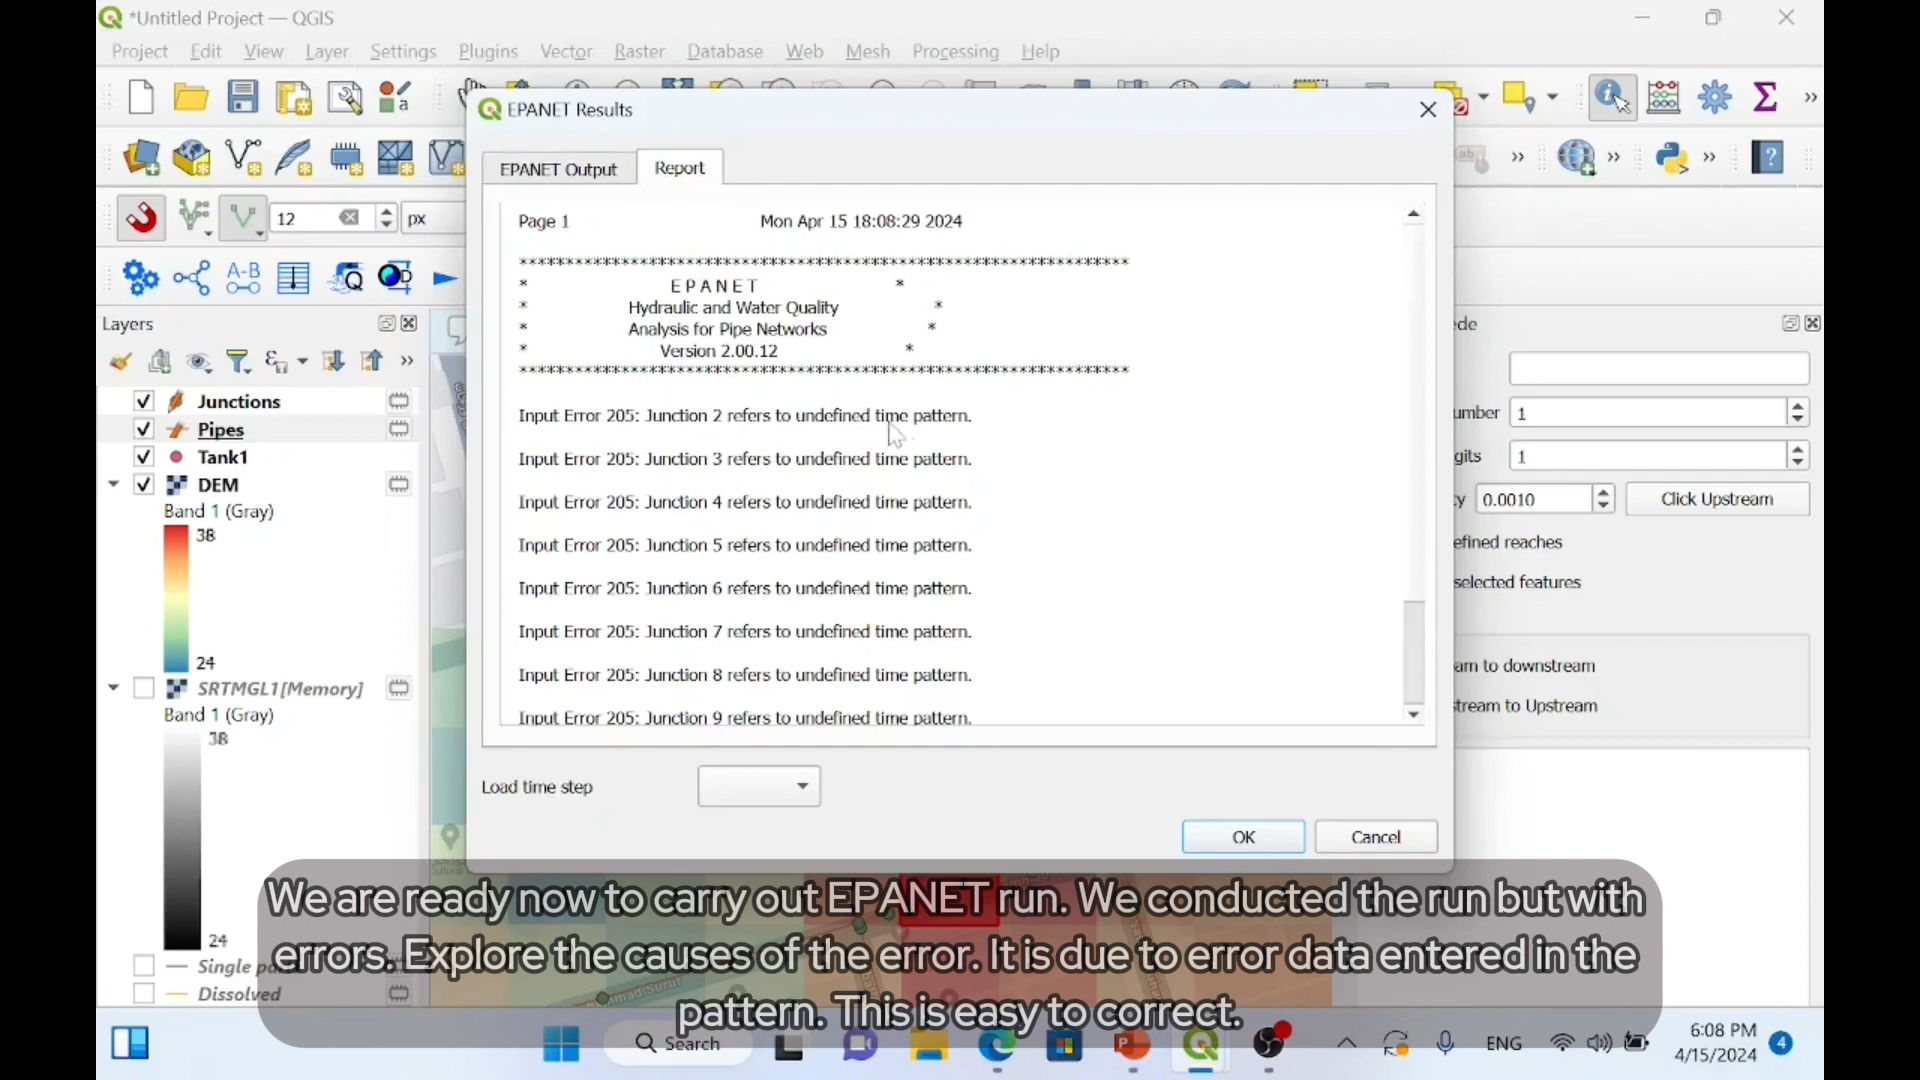 *Untitled Project — QGIS
Project Edit View Layer Settings Plugins Vector Raster Database Web Mesh Processing Help
EPANET Results
EPANET Output Report
12 px
Page 1 Mon Apr 15 18:08:29 2024
******************************************************************
* E P A N E T *
* Hydraulic and Water Quality *
* Analysis for Pipe Networks *
* Version 2.00.12 *
******************************************************************
Input Error 205: Junction 2 refers to undefined time pattern.
Input Error 205: Junction 3 refers to undefined time pattern.
Input Error 205: Junction 4 refers to undefined time pattern.
Input Error 205: Junction 5 refers to undefined time pattern.
Input Error 205: Junction 6 refers to undefined time pattern.
Input Error 205: Junction 7 refers to undefined time pattern.
Input Error 205: Junction 8 refers to undefined time pattern.
Input Error 205: Junction 9 refers to undefined time pattern.
Load time step
OK Cancel
A-B
Layers
Junctions
Pipes
Tank1
DEM
Band 1 (Gray)
38
24
SRTMGL1[Memory]
Band 1 (Gray)
38
24
Single pa
Dissolved
ede
umber 1
gits 1
cy 0.0010 Click Upstream
efined reaches
selected features
am to downstream
tream to Upstream
We are ready now to carry out EPANET run. We conducted the run but with
errors. Explore the causes of the error. It is due to error data entered in the
pattern. This is easy to correct.
Search
ENG
6:08 PM
4/15/2024
4